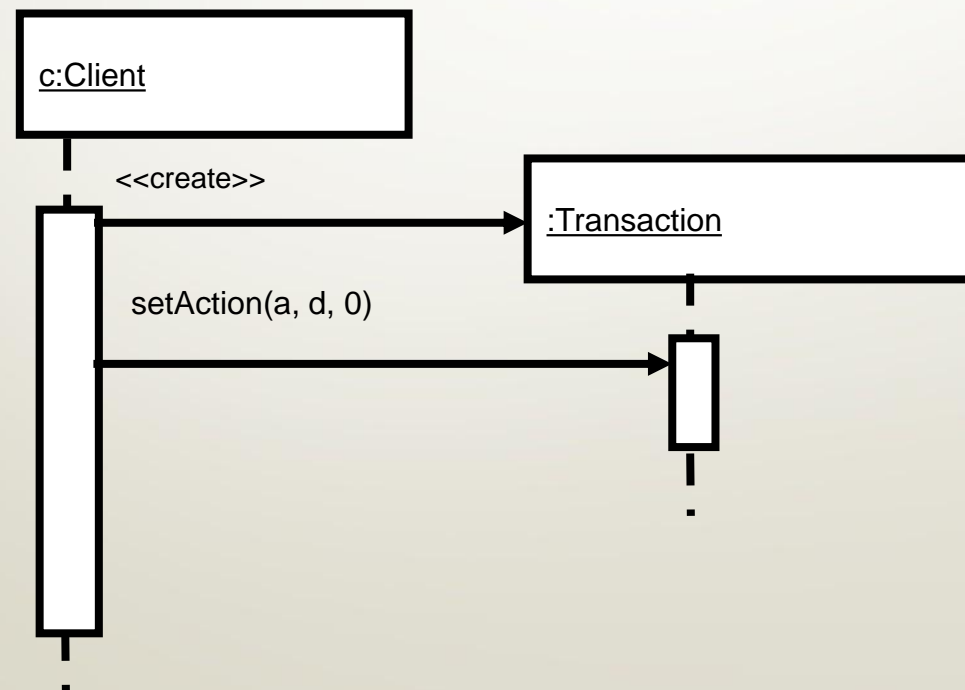 c:Client
<<create>>
:Transaction
setAction(a, d, 0)